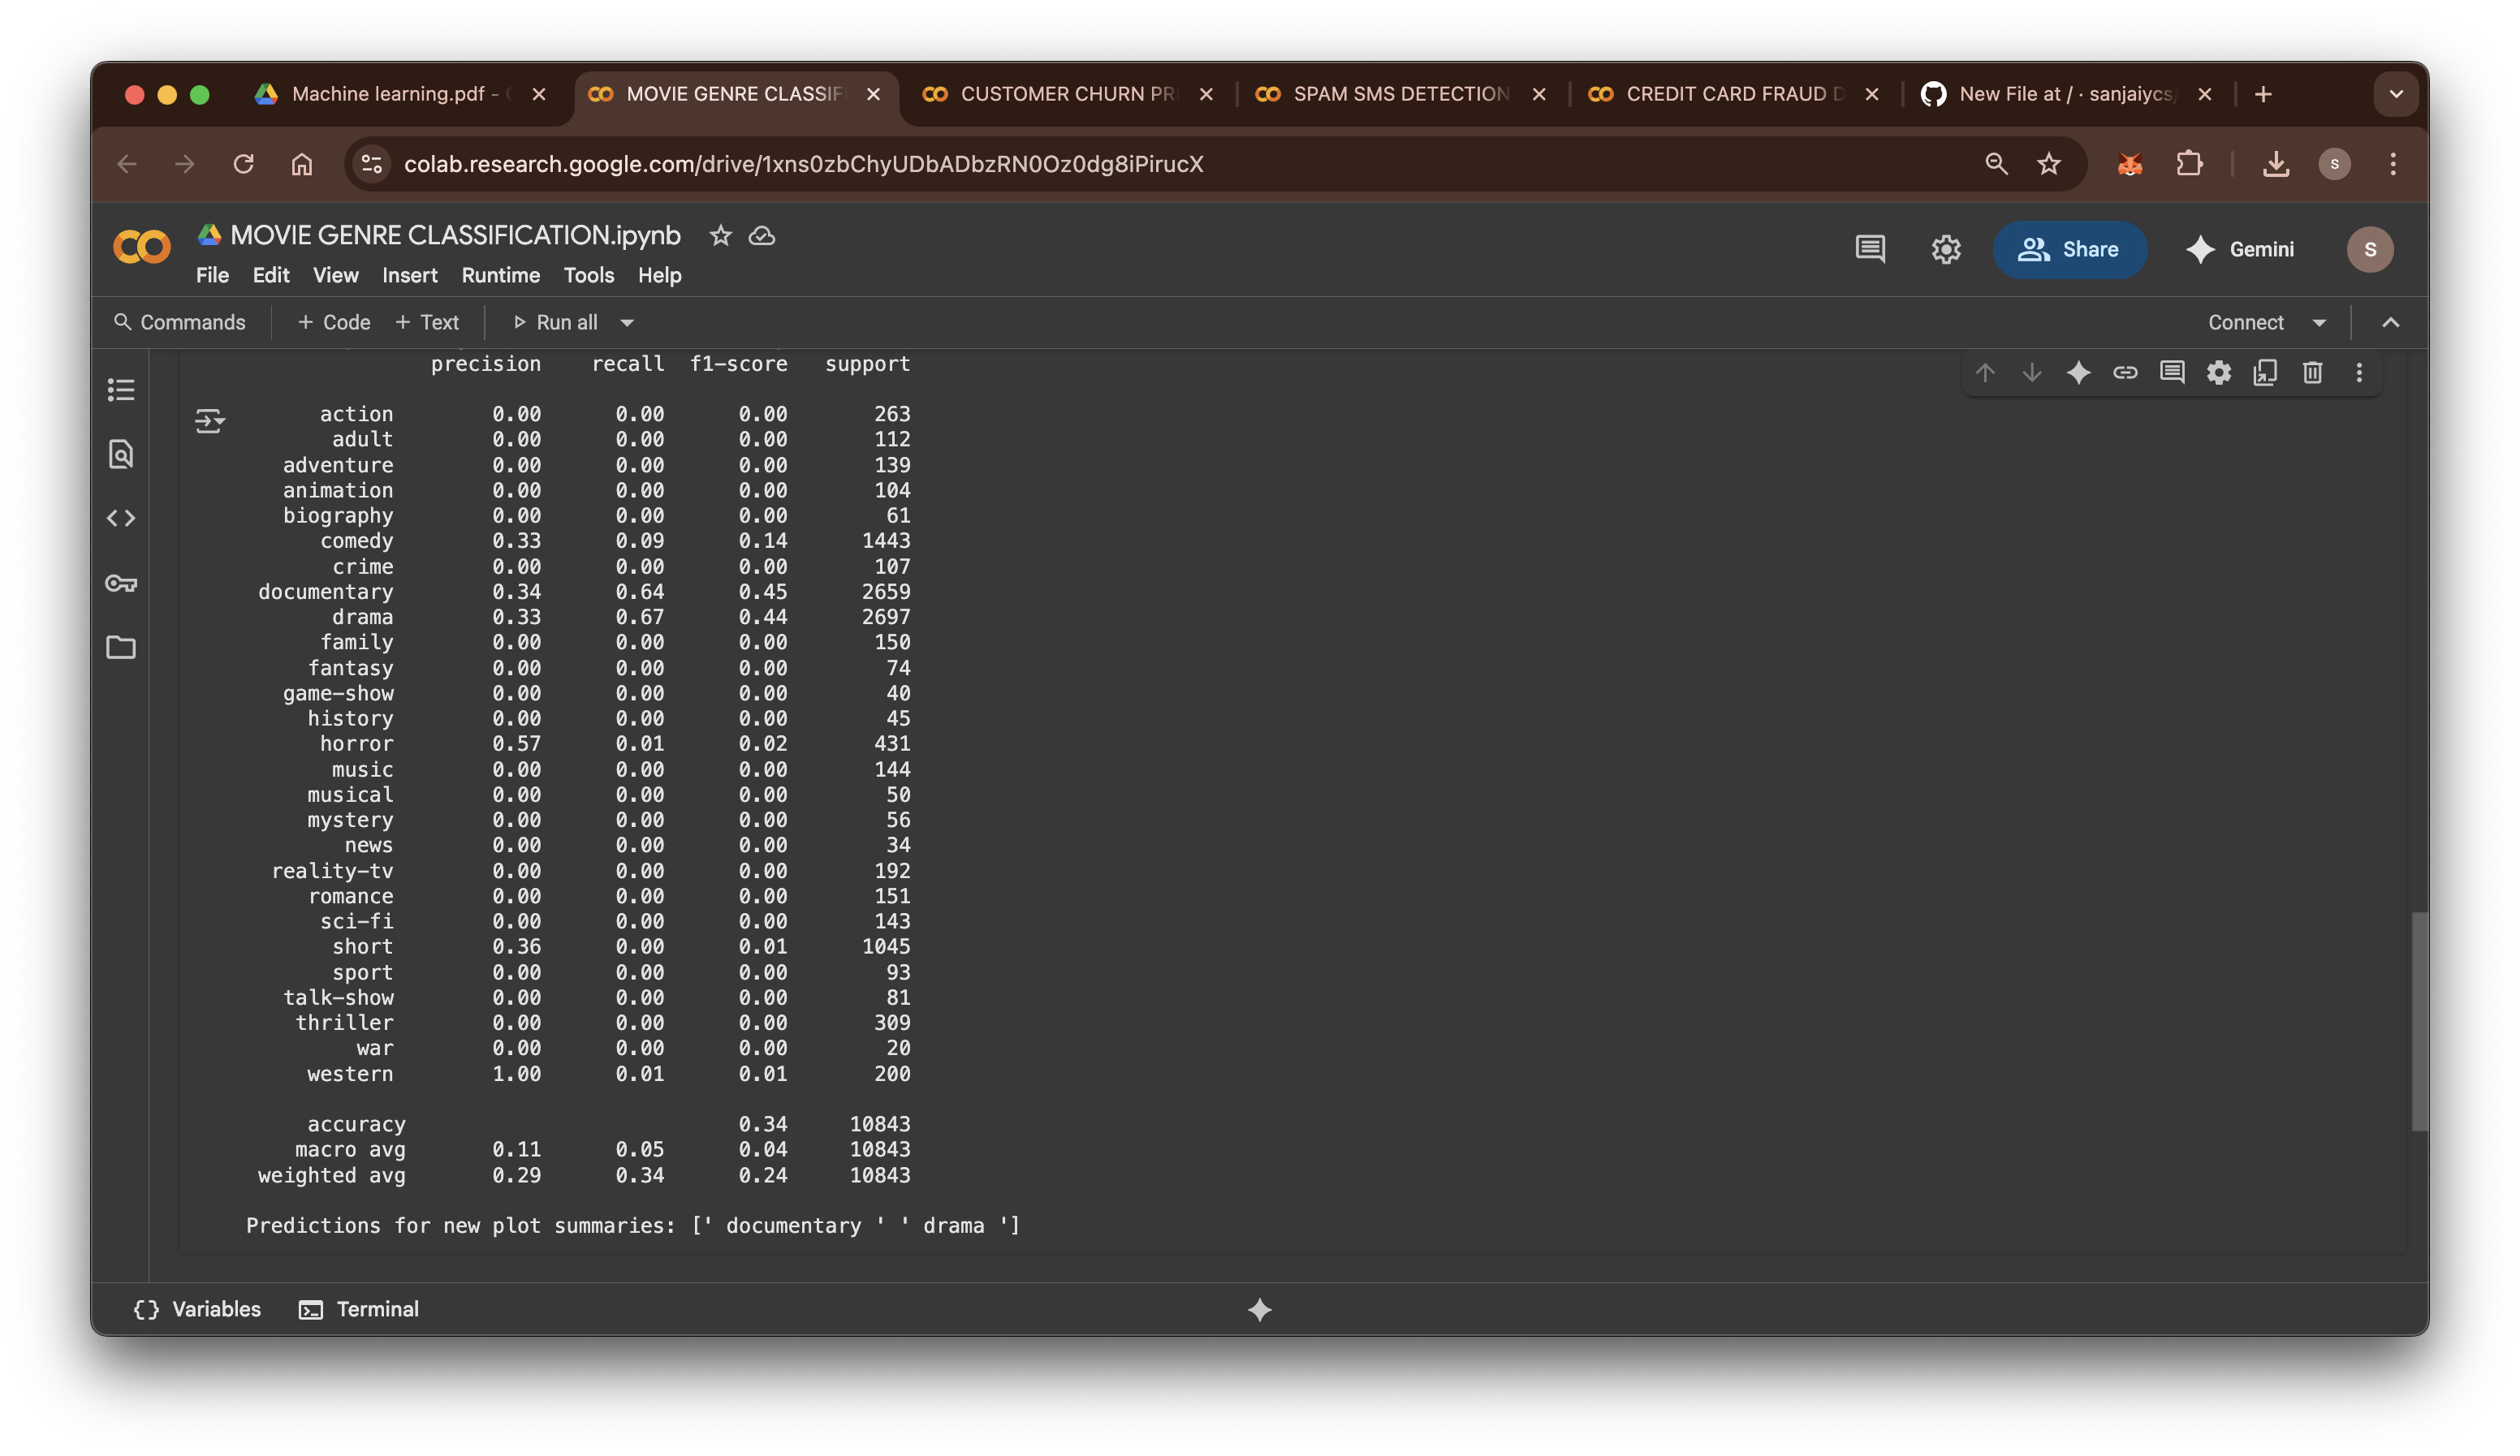 Machine learning.pdf -
MOVIE GENRE CLASSIF
CUSTOMER CHURN PR
SPAM SMS DETECTION
CREDIT CARD FRAUD D
New File at / · sanjaiycs/
colab.research.google.com/drive/1xns0zbChyUDbADbzRN0Oz0dg8iPirucX
S
MOVIE GENRE CLASSIFICATION.ipynb
Share
Gemini
S
File Edit View Insert Runtime Tools Help
Commands + Code + Text Run all
Connect
precision recall f1-score support
action 0.00 0.00 0.00 263
adult 0.00 0.00 0.00 112
adventure 0.00 0.00 0.00 139
animation 0.00 0.00 0.00 104
biography 0.00 0.00 0.00 61
comedy 0.33 0.09 0.14 1443
crime 0.00 0.00 0.00 107
documentary 0.34 0.64 0.45 2659
drama 0.33 0.67 0.44 2697
family 0.00 0.00 0.00 150
fantasy 0.00 0.00 0.00 74
game-show 0.00 0.00 0.00 40
history 0.00 0.00 0.00 45
horror 0.57 0.01 0.02 431
music 0.00 0.00 0.00 144
musical 0.00 0.00 0.00 50
mystery 0.00 0.00 0.00 56
news 0.00 0.00 0.00 34
reality-tv 0.00 0.00 0.00 192
romance 0.00 0.00 0.00 151
sci-fi 0.00 0.00 0.00 143
short 0.36 0.00 0.01 1045
sport 0.00 0.00 0.00 93
talk-show 0.00 0.00 0.00 81
thriller 0.00 0.00 0.00 309
war 0.00 0.00 0.00 20
western 1.00 0.01 0.01 200
accuracy 0.34 10843
macro avg 0.11 0.05 0.04 10843
weighted avg 0.29 0.34 0.24 10843
Predictions for new plot summaries: [' documentary ' ' drama ']
Variables Terminal